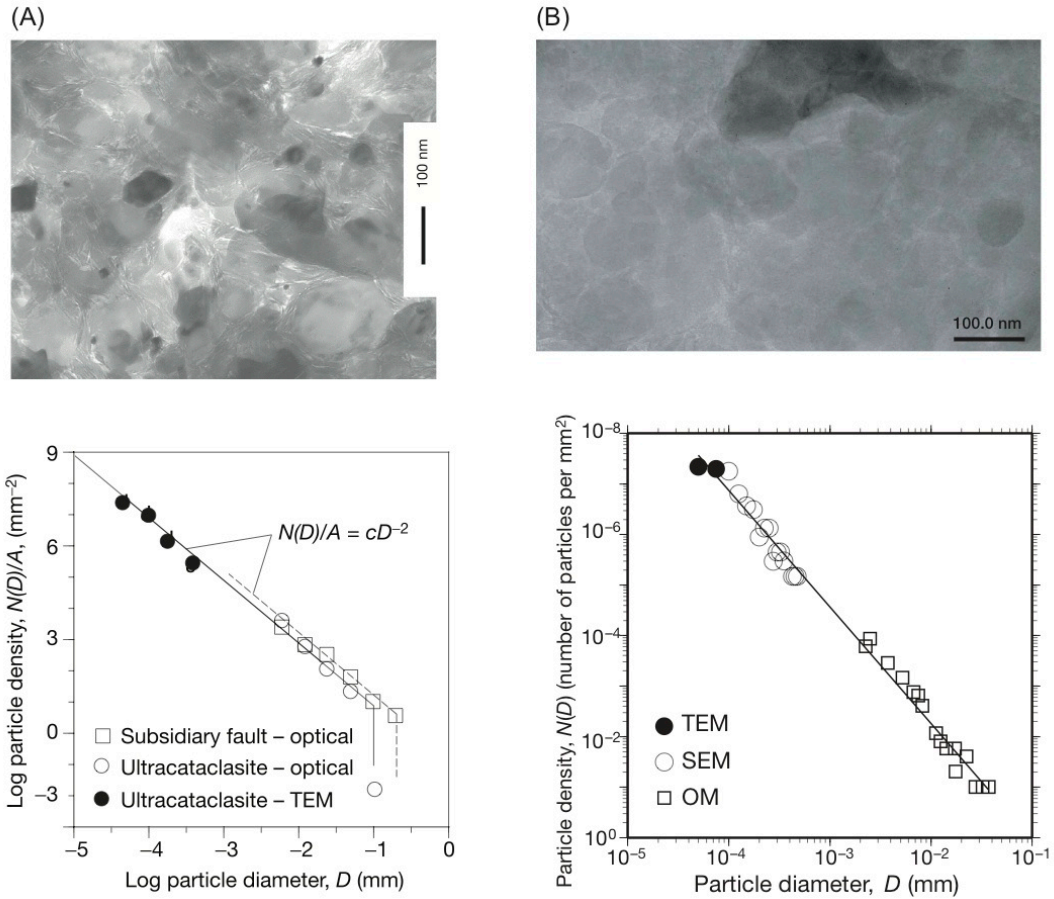 (A)
(B)
100 nm
100.0 nm
Log particle density, N(D)/A, (mm⁻²)
9
6
3
0
−3
N(D)/A = cD⁻²
Subsidiary fault – optical
Ultracataclasite – optical
Ultracataclasite – TEM
−5
−4
−3
−2
−1
0
Log particle diameter, D (mm)
Particle density, N(D) (number of particles per mm²)
10⁻⁸
10⁻⁶
10⁻⁴
10⁻²
10⁰
TEM
SEM
OM
10⁻⁵
10⁻⁴
10⁻³
10⁻²
10⁻¹
Particle diameter, D (mm)